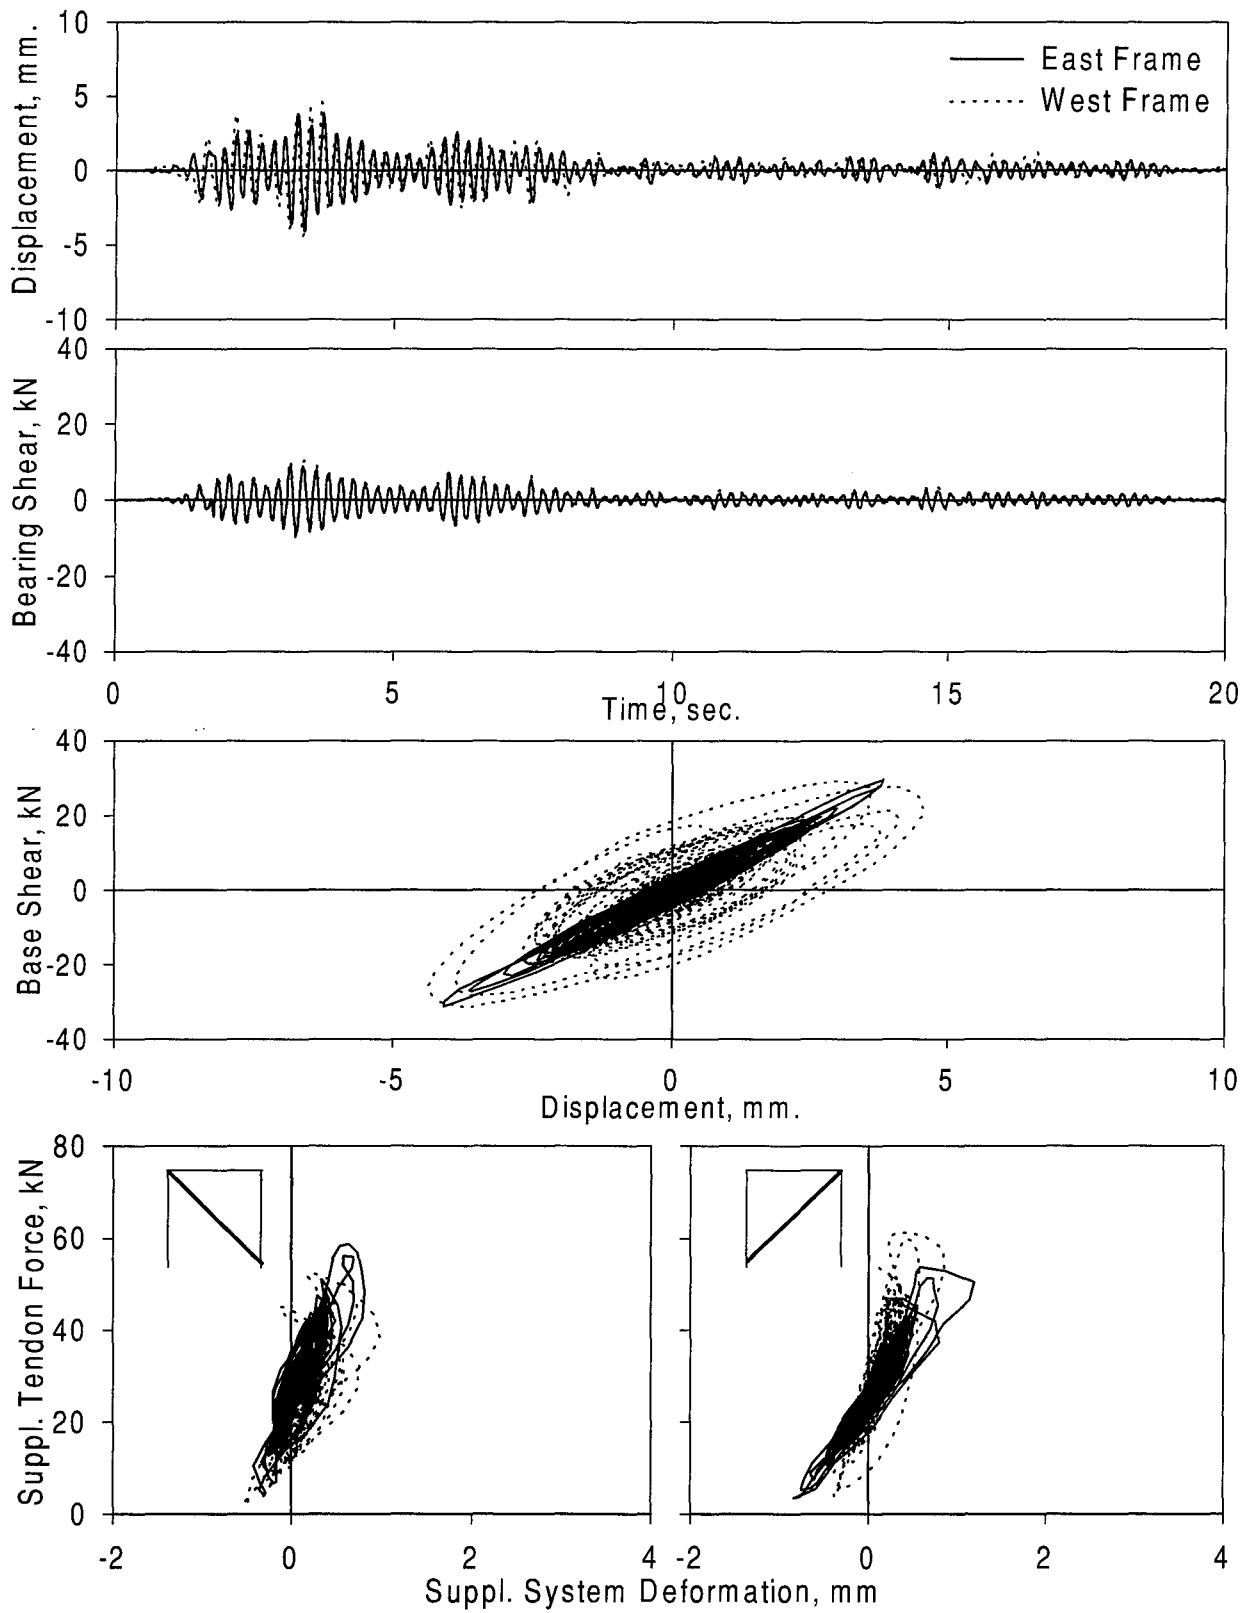 Displacement, mm.
10
5
0
-5
-10
East Frame
West Frame
Bearing Shear, kN
40
20
0
-20
-40
0 5 10 15 20
Time, sec.
Base Shear, kN
40
20
0
-20
-40
-10 -5 0 5 10
Displacement, mm.
Suppl. Tendon Force, kN
80
60
40
20
0
-2 0 2 4 -2 0 2 4
Suppl. System Deformation, mm